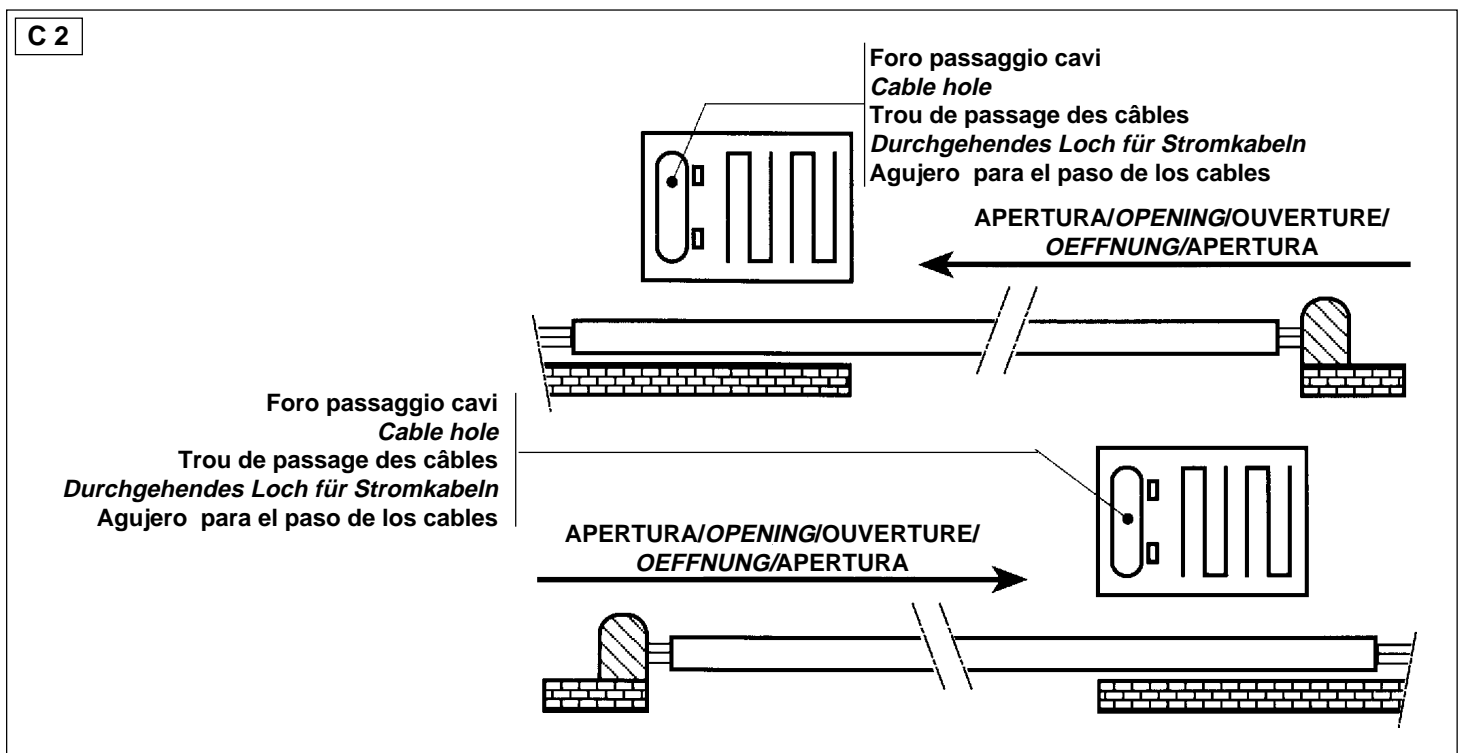 C 2
Foro passaggio cavi
Cable hole
Trou de passage des câbles
Durchgehendes Loch für Stromkabeln
Agujero para el paso de los cables
APERTURA/OPENING/OUVERTURE/
OEFFNUNG/APERTURA
Foro passaggio cavi
Cable hole
Trou de passage des câbles
Durchgehendes Loch für Stromkabeln
Agujero para el paso de los cables
APERTURA/OPENING/OUVERTURE/
OEFFNUNG/APERTURA